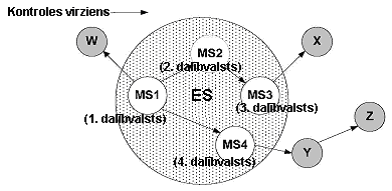 Kontroles virziens
W
MS2
(2. dalībvalsts)
X
MS1
ES
MS3
(1. dalībvalsts)
(3. dalībvalsts)
Z
MS4
Y
(4. dalībvalsts)